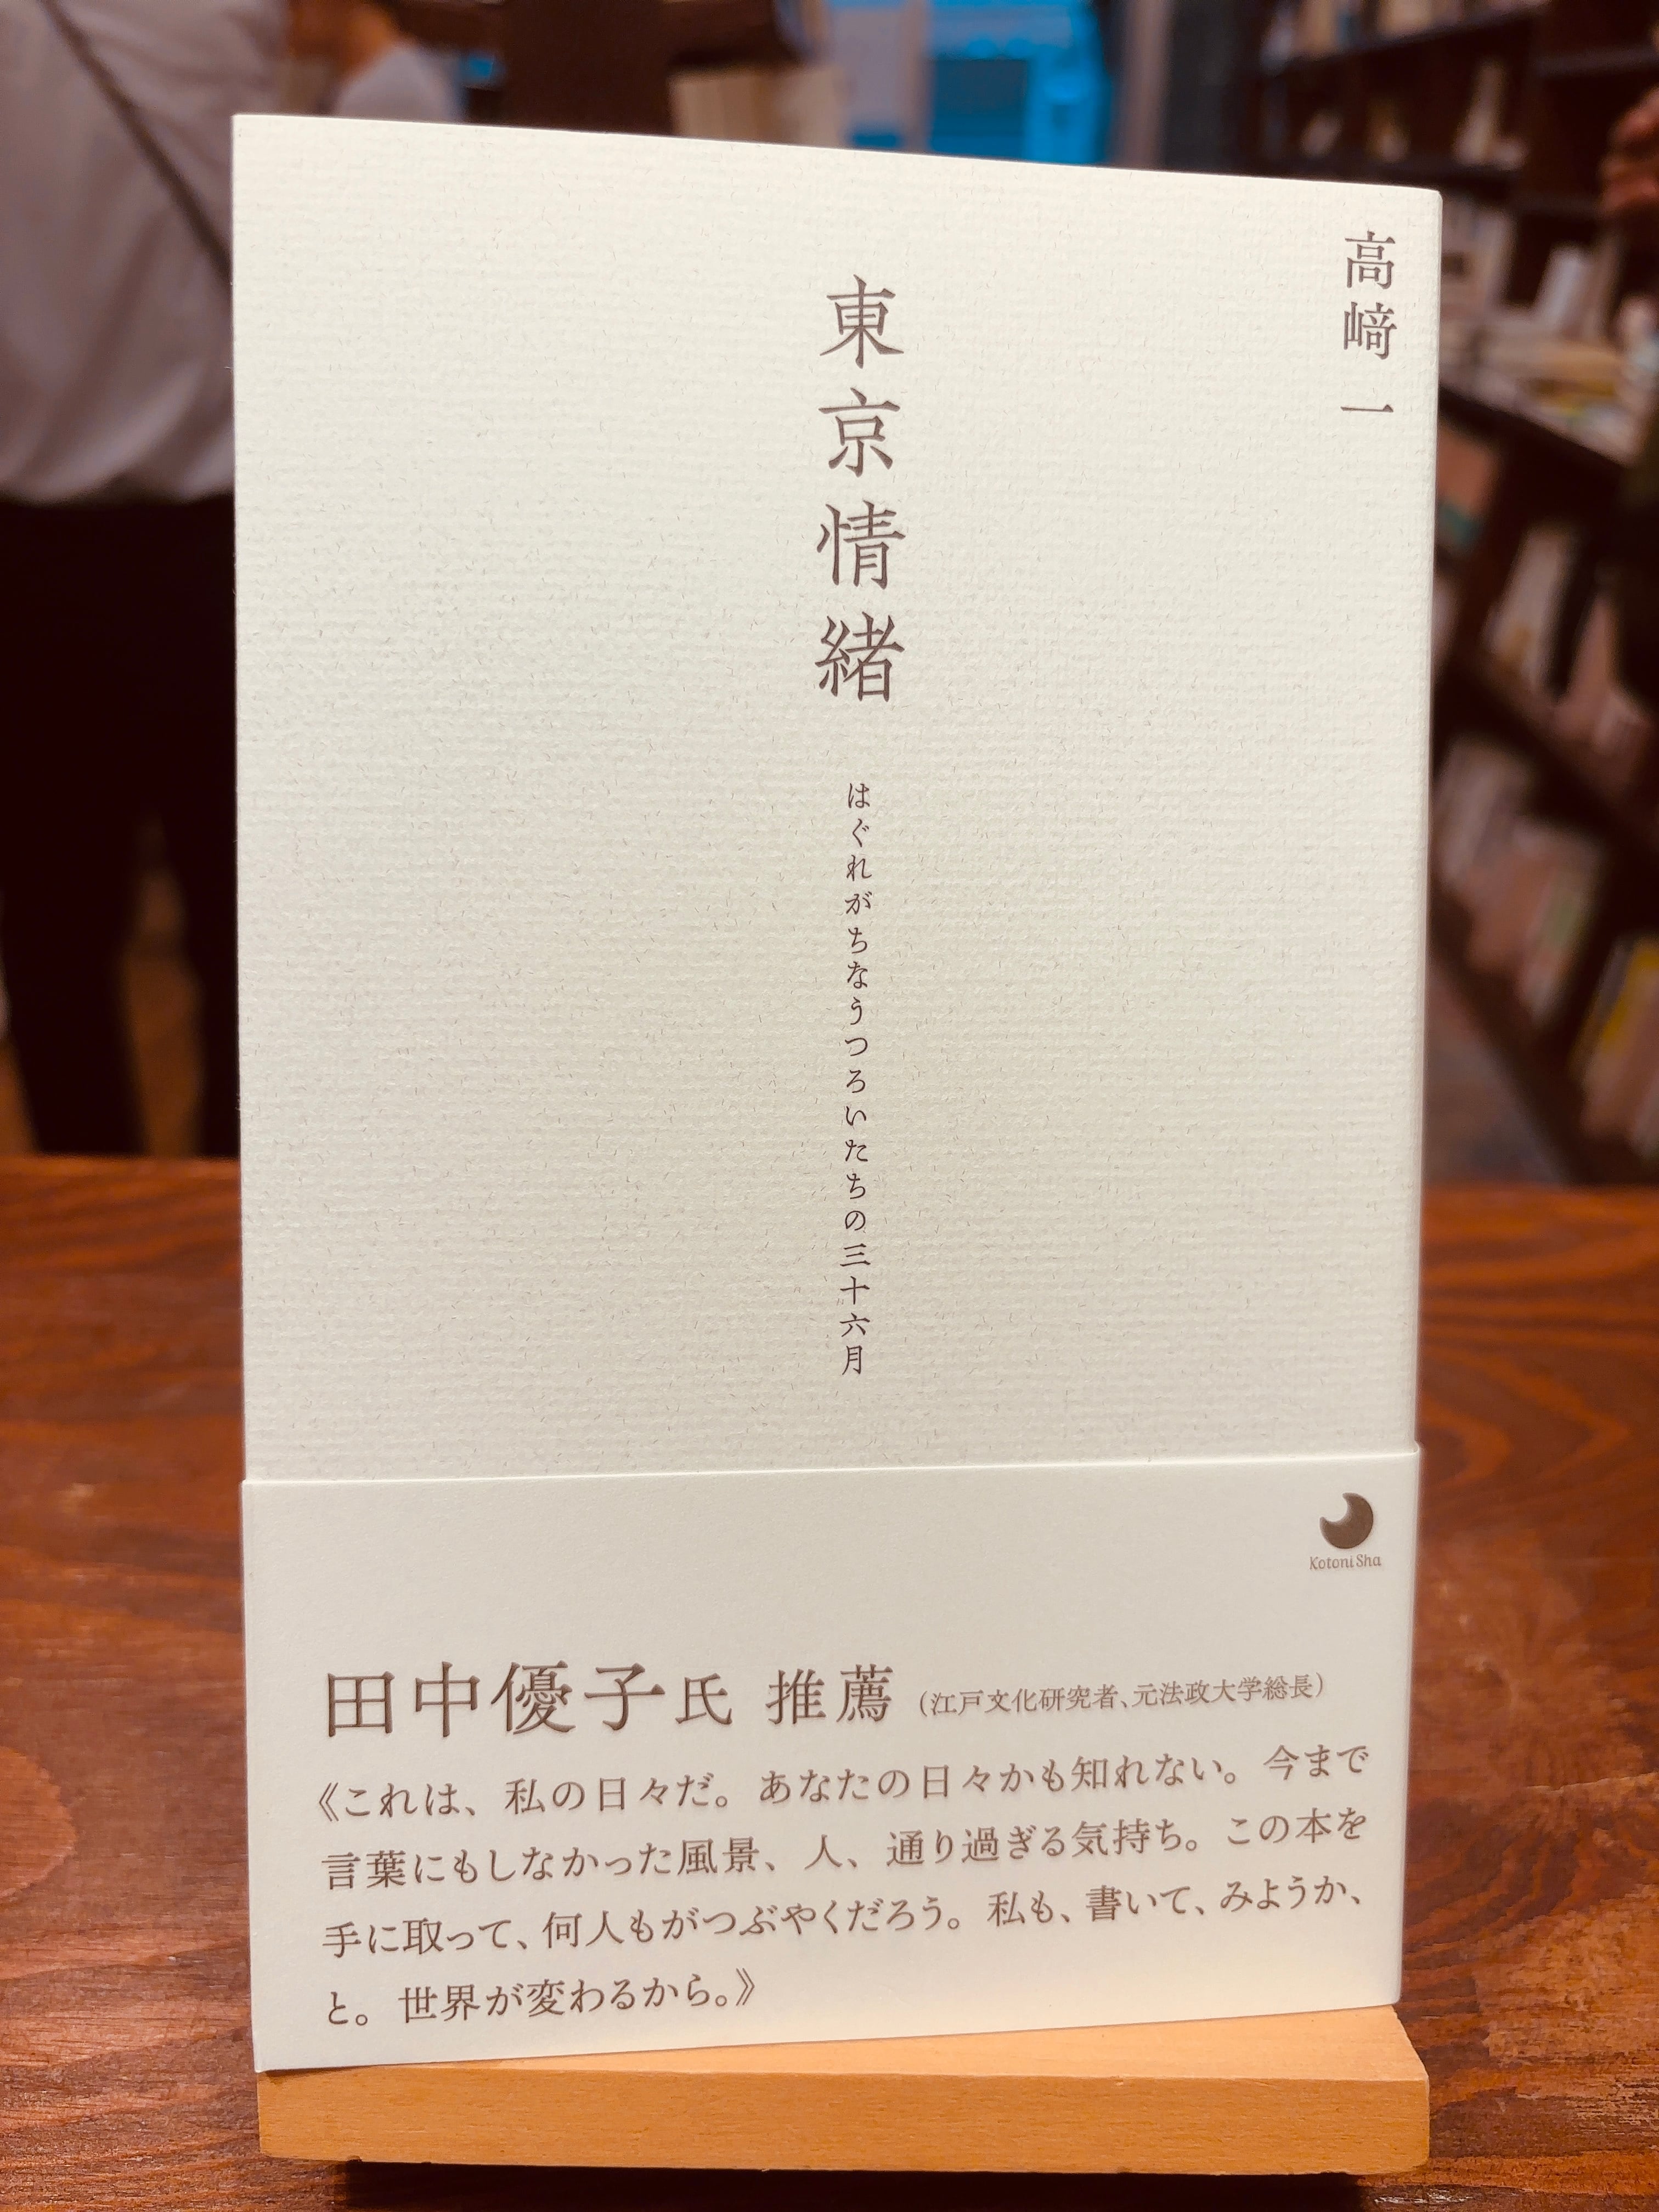 高﨑一
東京情緒
はぐれがちなうつろいたちの三十六月
Kotoni Sha
田中優子氏 推薦（江戸文化研究者、元法政大学総長）
《これは、私の日々だ。あなたの日々かも知れない。今まで
言葉にもしなかった風景、人、通り過ぎる気持ち。この本を
手に取って、何人もがつぶやくだろう。私も、書いて、みようか、
と。世界が変わるから。》